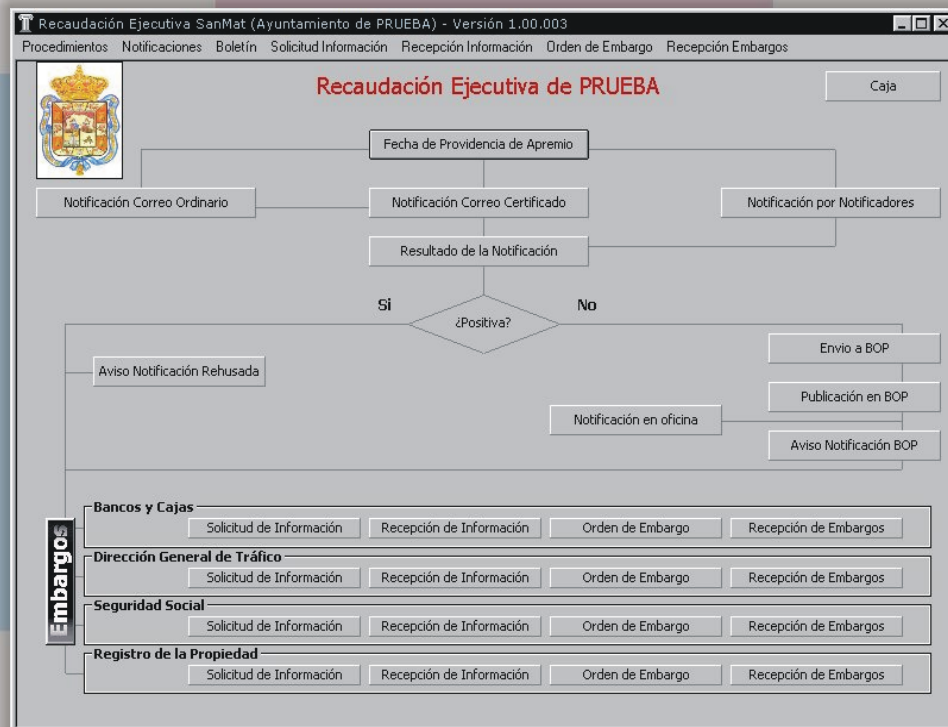 Recaudación Ejecutiva SanMat (Ayuntamiento de PRUEBA) - Versión 1.00.003
Procedimientos Notificaciones Boletín Solicitud Información Recepción Información Orden de Embargo Recepción Embargos
Recaudación Ejecutiva de PRUEBA
Caja
Fecha de Providencia de Apremio
Notificación Correo Ordinario
Notificación Correo Certificado
Notificación por Notificadores
Resultado de la Notificación
Si
No
¿Positiva?
Envio a BOP
Aviso Notificación Rehusada
Publicación en BOP
Notificación en oficina
Aviso Notificación BOP
Embargos
Bancos y Cajas
Solicitud de Información Recepción de Información Orden de Embargo Recepción de Embargos
Dirección General de Tráfico
Solicitud de Información Recepción de Información Orden de Embargo Recepción de Embargos
Seguridad Social
Solicitud de Información Recepción de Información Orden de Embargo Recepción de Embargos
Registro de la Propiedad
Solicitud de Información Recepción de Información Orden de Embargo Recepción de Embargos